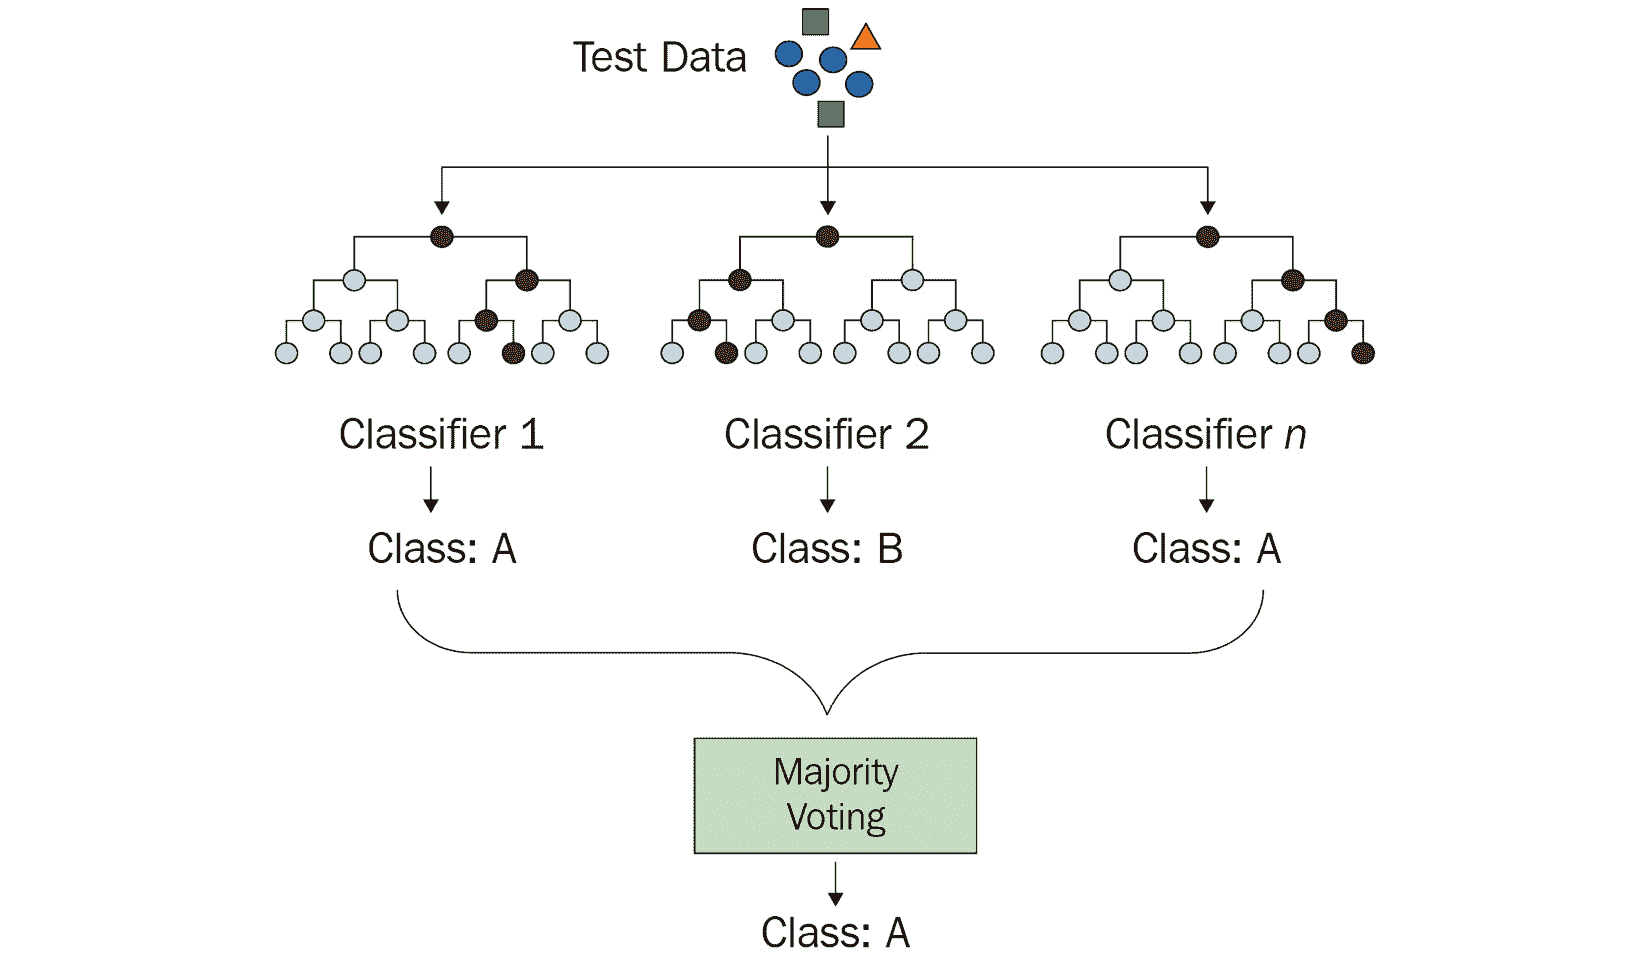 Test Data
Classifier 1
Classifier 2
Classifier n
Class: A
Class: B
Class: A
Majority
Voting
Class: A